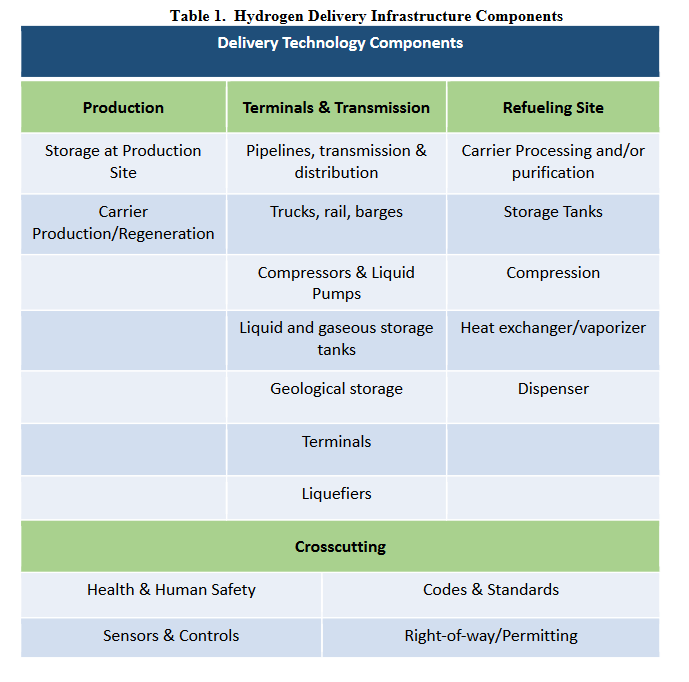 Table 1.  Hydrogen Delivery Infrastructure Components
Delivery Technology Components
Production
Terminals & Transmission
Refueling Site
Storage at Production
Site
Pipelines, transmission &
distribution
Carrier Processing and/or
purification
Carrier
Production/Regeneration
Trucks, rail, barges
Storage Tanks
Compressors & Liquid
Pumps
Compression
Liquid and gaseous storage
tanks
Heat exchanger/vaporizer
Geological storage
Dispenser
Terminals
Liquefiers
Crosscutting
Health & Human Safety
Codes & Standards
Sensors & Controls
Right-of-way/Permitting